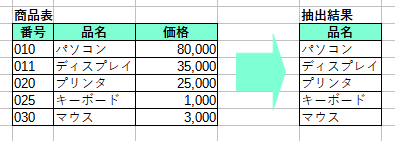 商品表 抽出結果
番号 品名 価格 品名
010 パソコン 80,000 パソコン
011 ディスプレイ 35,000 ディスプレイ
020 プリンタ 25,000 プリンタ
025 キーボード 1,000 キーボード
030 マウス 3,000 マウス